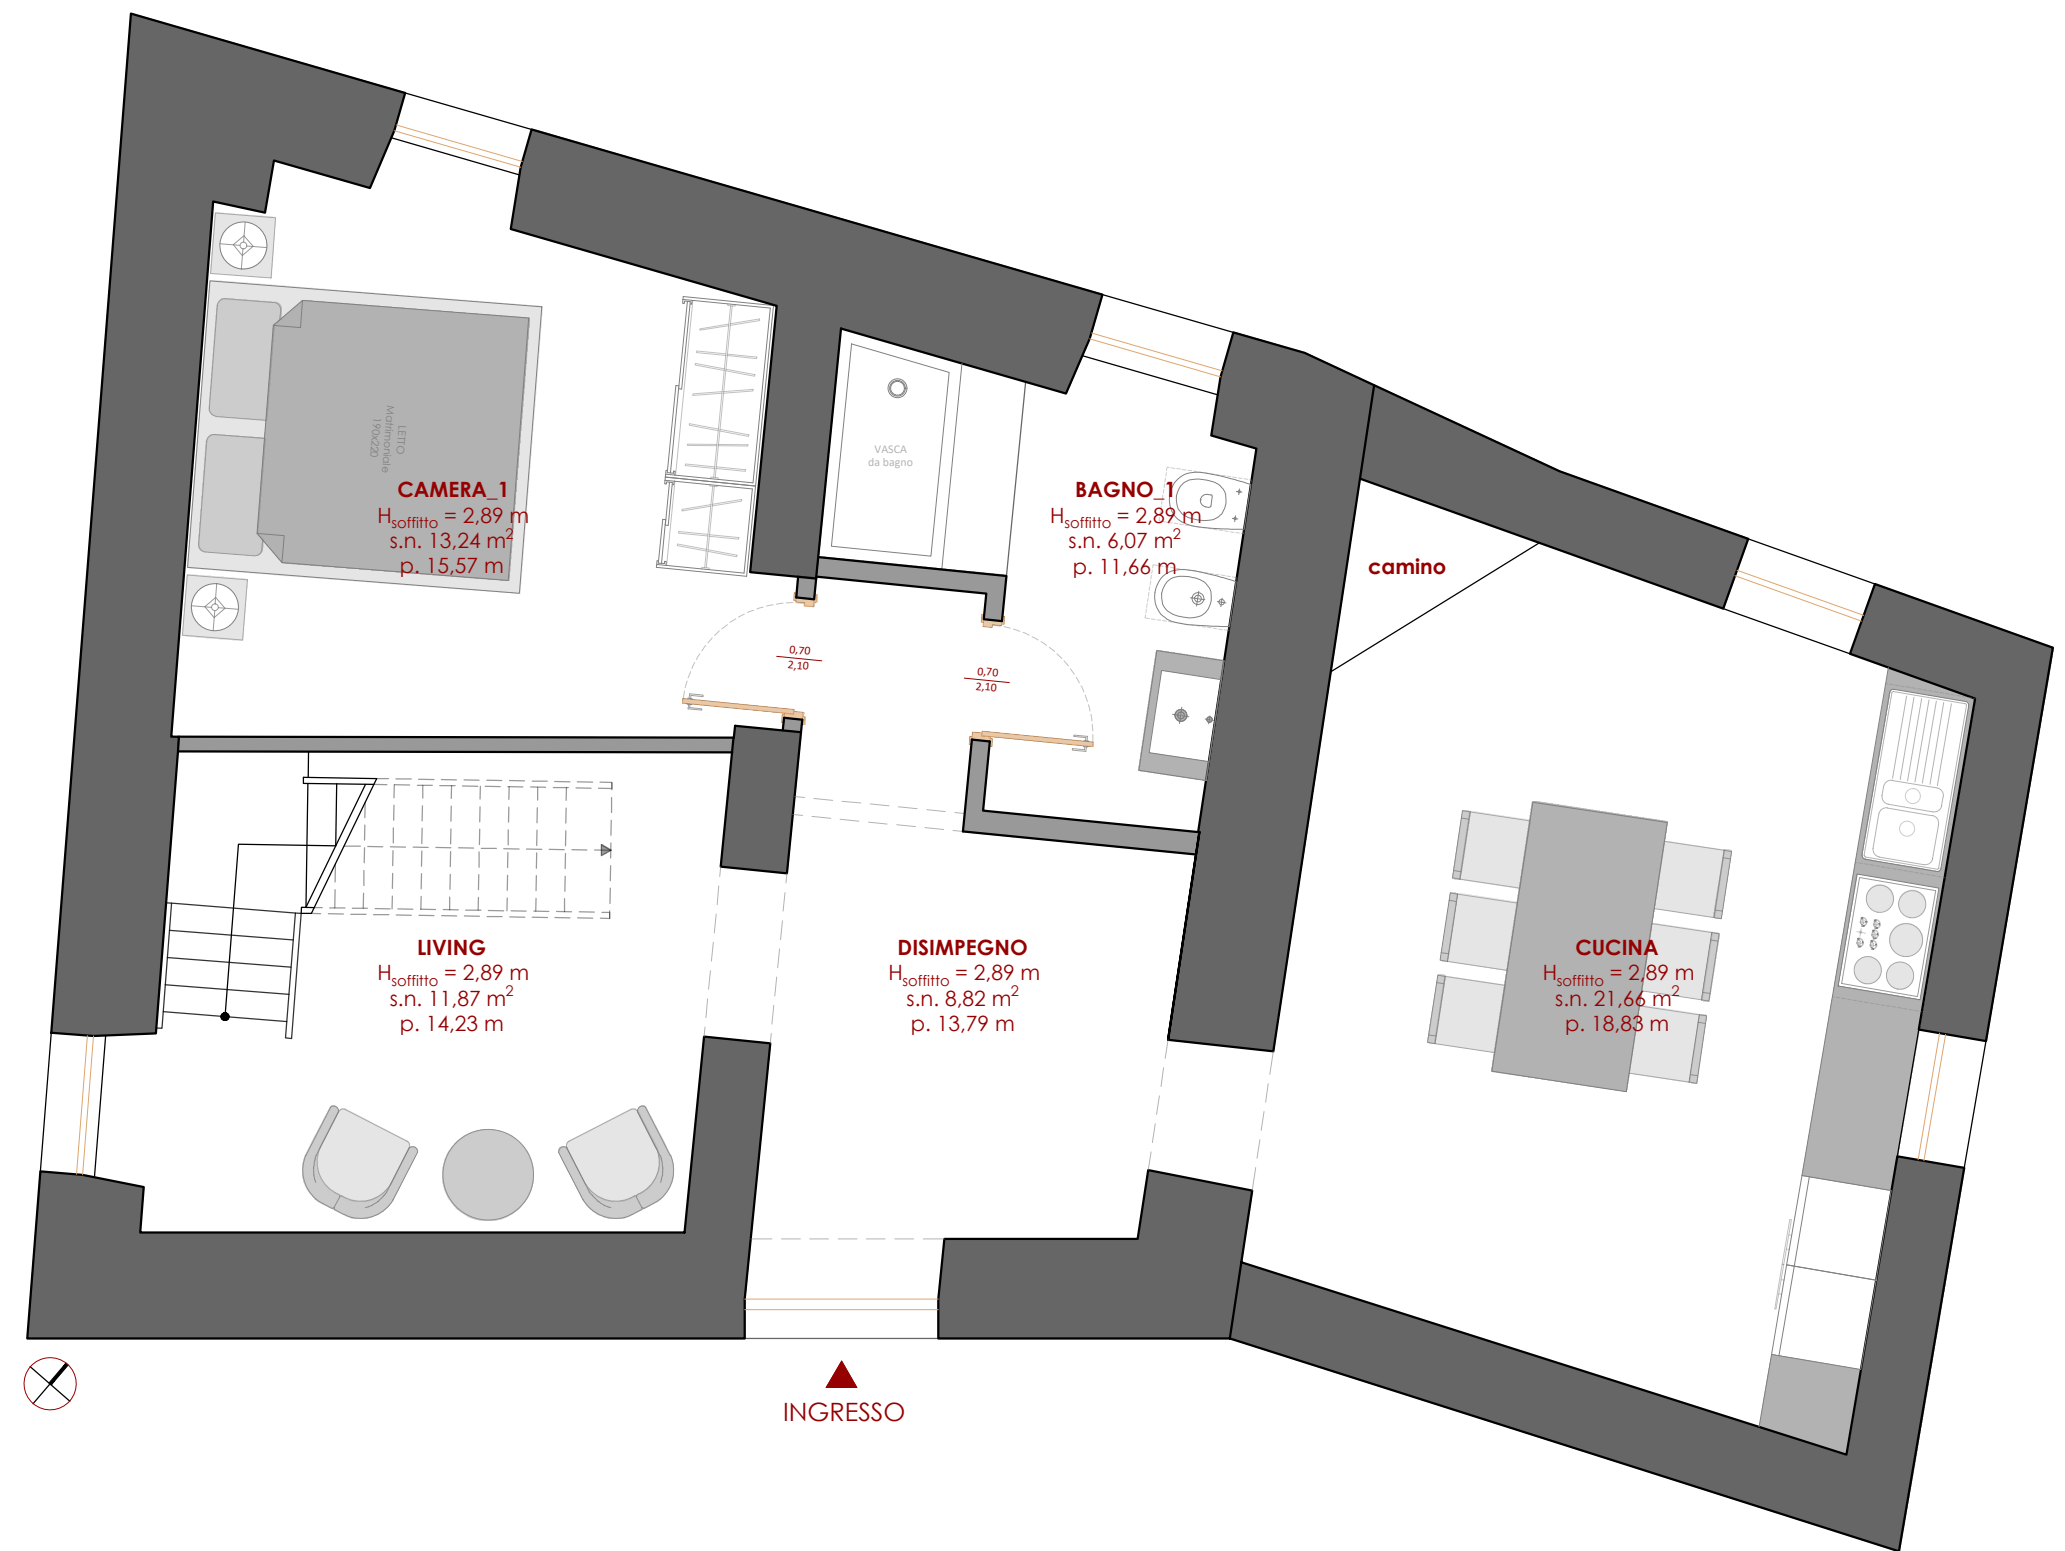 LETTO
Matrimoniale
190x220
CAMERA_1
Hsoffitto = 2,89 m
s.n. 13,24 m²
p. 15,57 m
VASCA
da bagno
BAGNO_1
Hsoffitto = 2,89 m
s.n. 6,07 m²
p. 11,66 m
camino
0,70
2,10
0,70
2,10
LIVING
Hsoffitto = 2,89 m
s.n. 11,87 m²
p. 14,23 m
DISIMPEGNO
Hsoffitto = 2,89 m
s.n. 8,82 m²
p. 13,79 m
CUCINA
Hsoffitto = 2,89 m
s.n. 21,66 m²
p. 18,83 m
INGRESSO